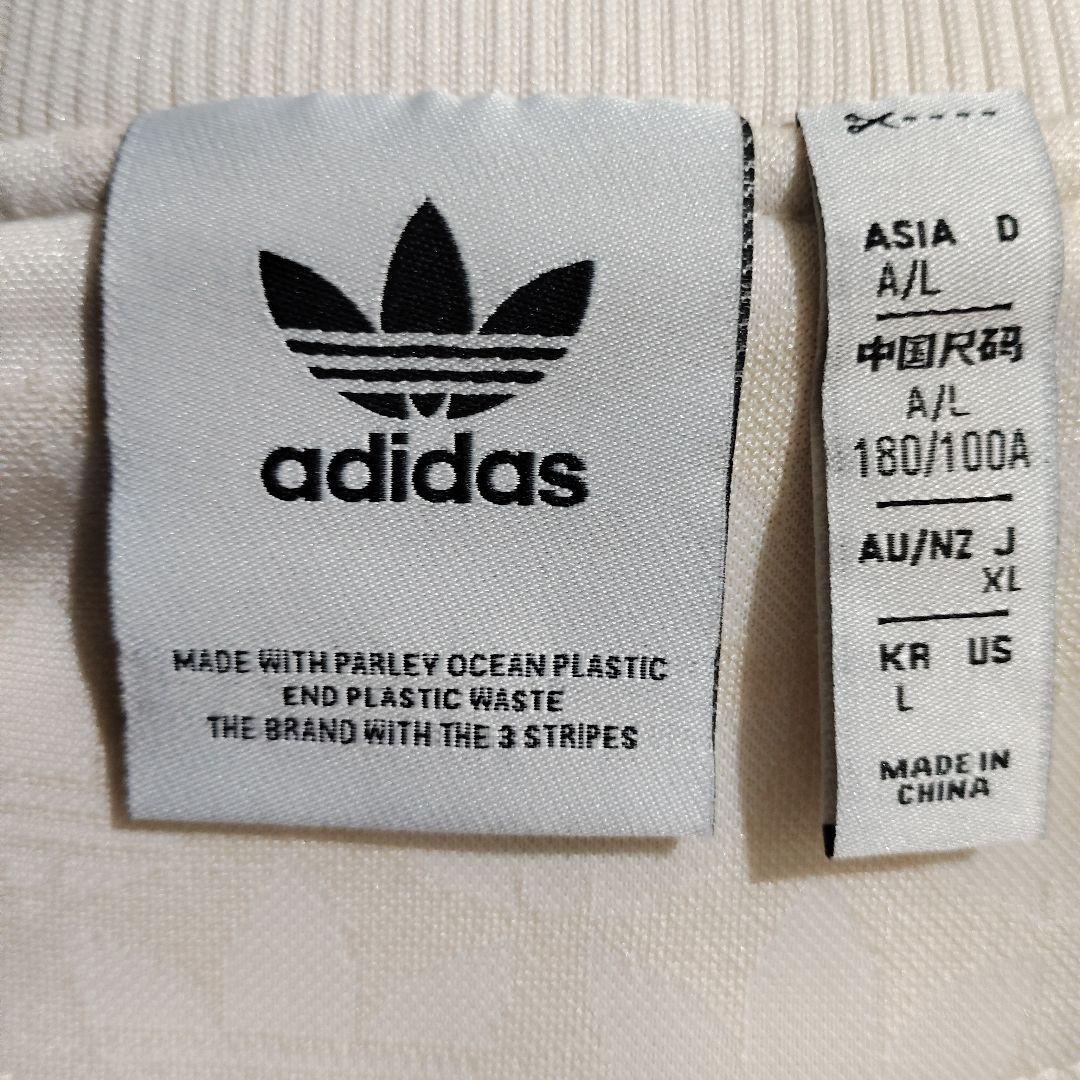 adidas
MADE WITH PARLEY OCEAN PLASTIC
END PLASTIC WASTE
THE BRAND WITH THE 3 STRIPES
ASIA D
A/L
中国尺码
A/L
180/100A
AU/NZ J
XL
KR US
L
MADE IN
CHINA